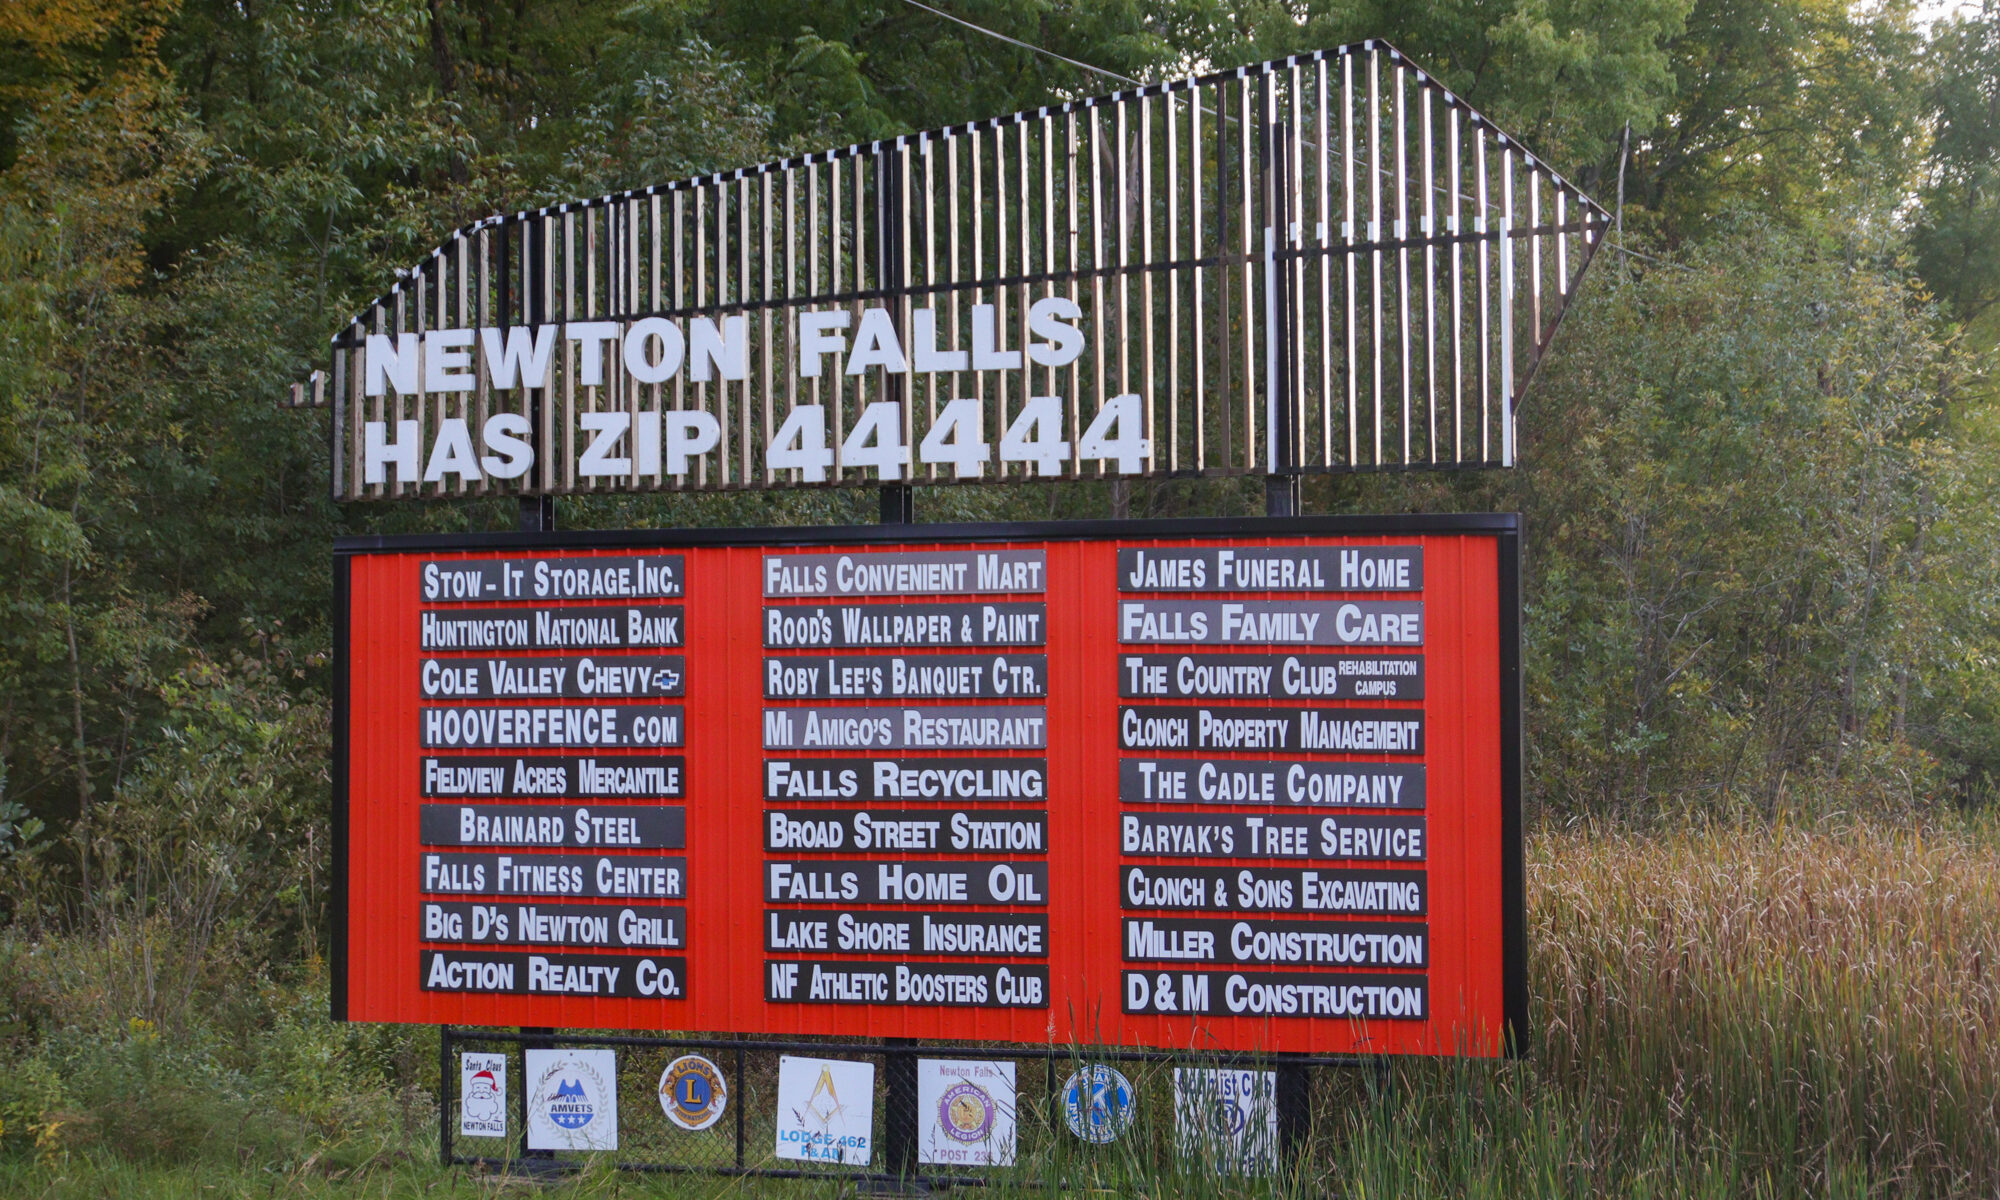 NEWTON FALLS
HAS ZIP 44444
STOW-IT STORAGE, INC.
HUNTINGTON NATIONAL BANK
COLE VALLEY CHEVY
HOOVERFENCE.COM
FIELDVIEW ACRES MERCANTILE
BRAINARD STEEL
FALLS FITNESS CENTER
BIG D'S NEWTON GRILL
ACTION REALTY CO.
FALLS CONVENIENT MART
ROOD'S WALLPAPER & PAINT
ROBY LEE'S BANQUET CTR.
MI AMIGO'S RESTAURANT
FALLS RECYCLING
BROAD STREET STATION
FALLS HOME OIL
LAKE SHORE INSURANCE
NF ATHLETIC BOOSTERS CLUB
JAMES FUNERAL HOME
FALLS FAMILY CARE
THE COUNTRY CLUB REHABILITATION CAMPUS
CLONCH PROPERTY MANAGEMENT
THE CADLE COMPANY
BARYAK'S TREE SERVICE
CLONCH & SONS EXCAVATING
MILLER CONSTRUCTION
D & M CONSTRUCTION
Santa Claus
NEWTON FALLS
AMVETS
LIONS
L
INTERNATIONAL
G
LODGE 462
F&AM
Newton Falls
AMERICAN
LEGION
POST 236
K
Club